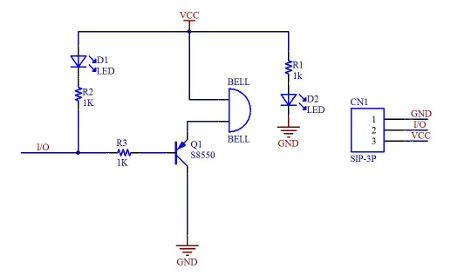 VCC
D1
LED
R2
1K
I/O
R3
1K
Q1
S8550
BELL
BELL
R1
1k
D2
LED
GND
GND
CN1
1 GND
2 I/O
3 VCC
SIP-3P